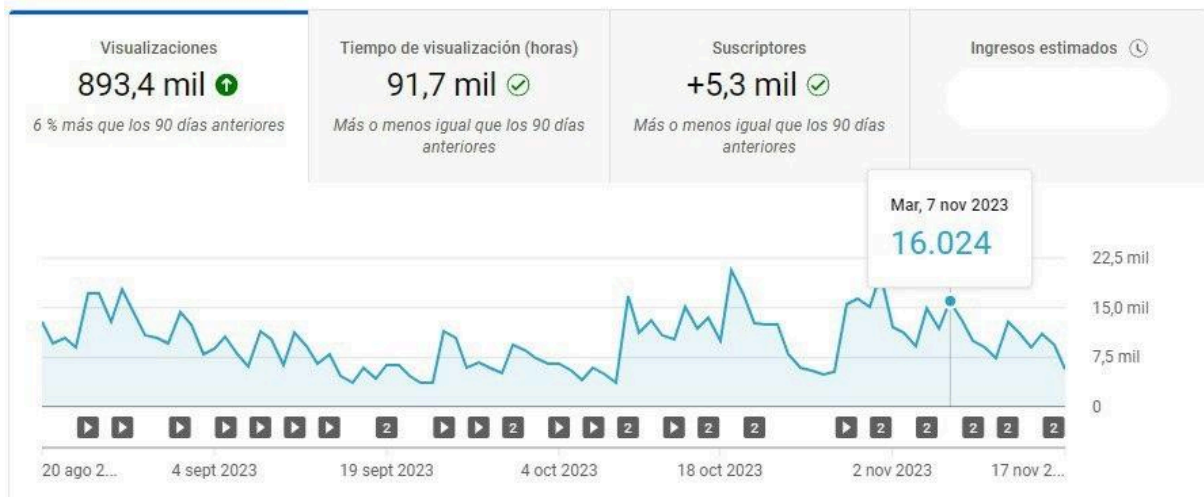 Visualizaciones
893,4 mil
6 % más que los 90 días anteriores
Tiempo de visualización (horas)
91,7 mil
Más o menos igual que los 90 días
anteriores
Suscriptores
+5,3 mil
Más o menos igual que los 90 días
anteriores
Ingresos estimados
Mar, 7 nov 2023
16.024
22,5 mil
15,0 mil
7,5 mil
0
2 2 2 2 2 2 2 2 2 2
20 ago 2... 4 sept 2023 19 sept 2023 4 oct 2023 18 oct 2023 2 nov 2023 17 nov 2...